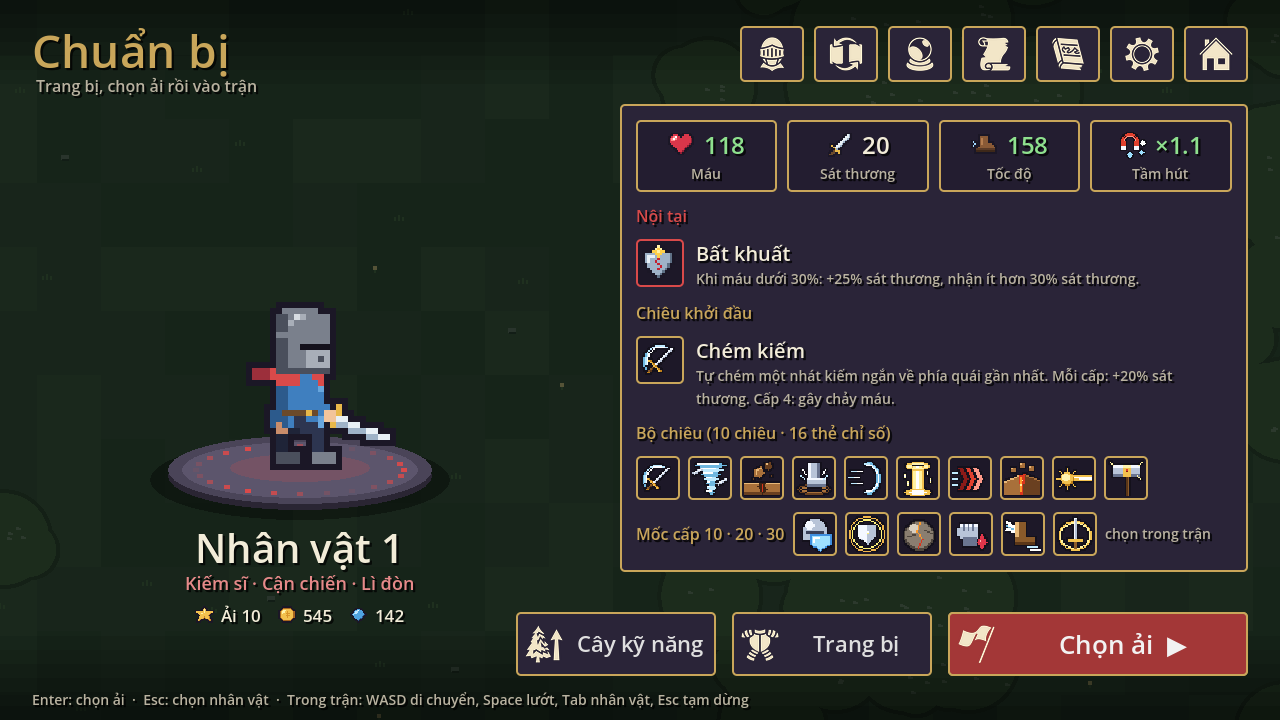 Chuẩn bị
Trang bị, chọn ải rồi vào trận
118
Máu
20
Sát thương
158
Tốc độ
×1.1
Tầm hút
Nội tại
Bất khuất
Khi máu dưới 30%: +25% sát thương, nhận ít hơn 30% sát thương.
Chiêu khởi đầu
Chém kiếm
Tự chém một nhát kiếm ngắn về phía quái gần nhất. Mỗi cấp: +20% sát
thương. Cấp 4: gây chảy máu.
Bộ chiêu (10 chiêu · 16 thẻ chỉ số)
Mốc cấp 10 · 20 · 30
chọn trong trận
Nhân vật 1
Kiếm sĩ · Cận chiến · Lì đòn
Ải 10 545 142
Cây kỹ năng
Trang bị
Chọn ải ▶
Enter: chọn ải · Esc: chọn nhân vật · Trong trận: WASD di chuyển, Space lướt, Tab nhân vật, Esc tạm dừng